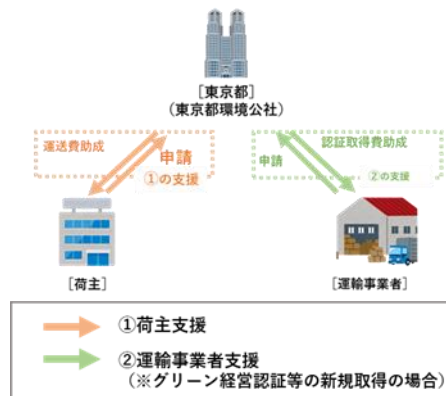 [東京都]
（東京都環境公社）
運送費助成
申請
①の支援
認証取得費助成
申請
②の支援
[荷主]
[運輸事業者]
①荷主支援
②運輸事業者支援
（※グリーン経営認証等の新規取得の場合）